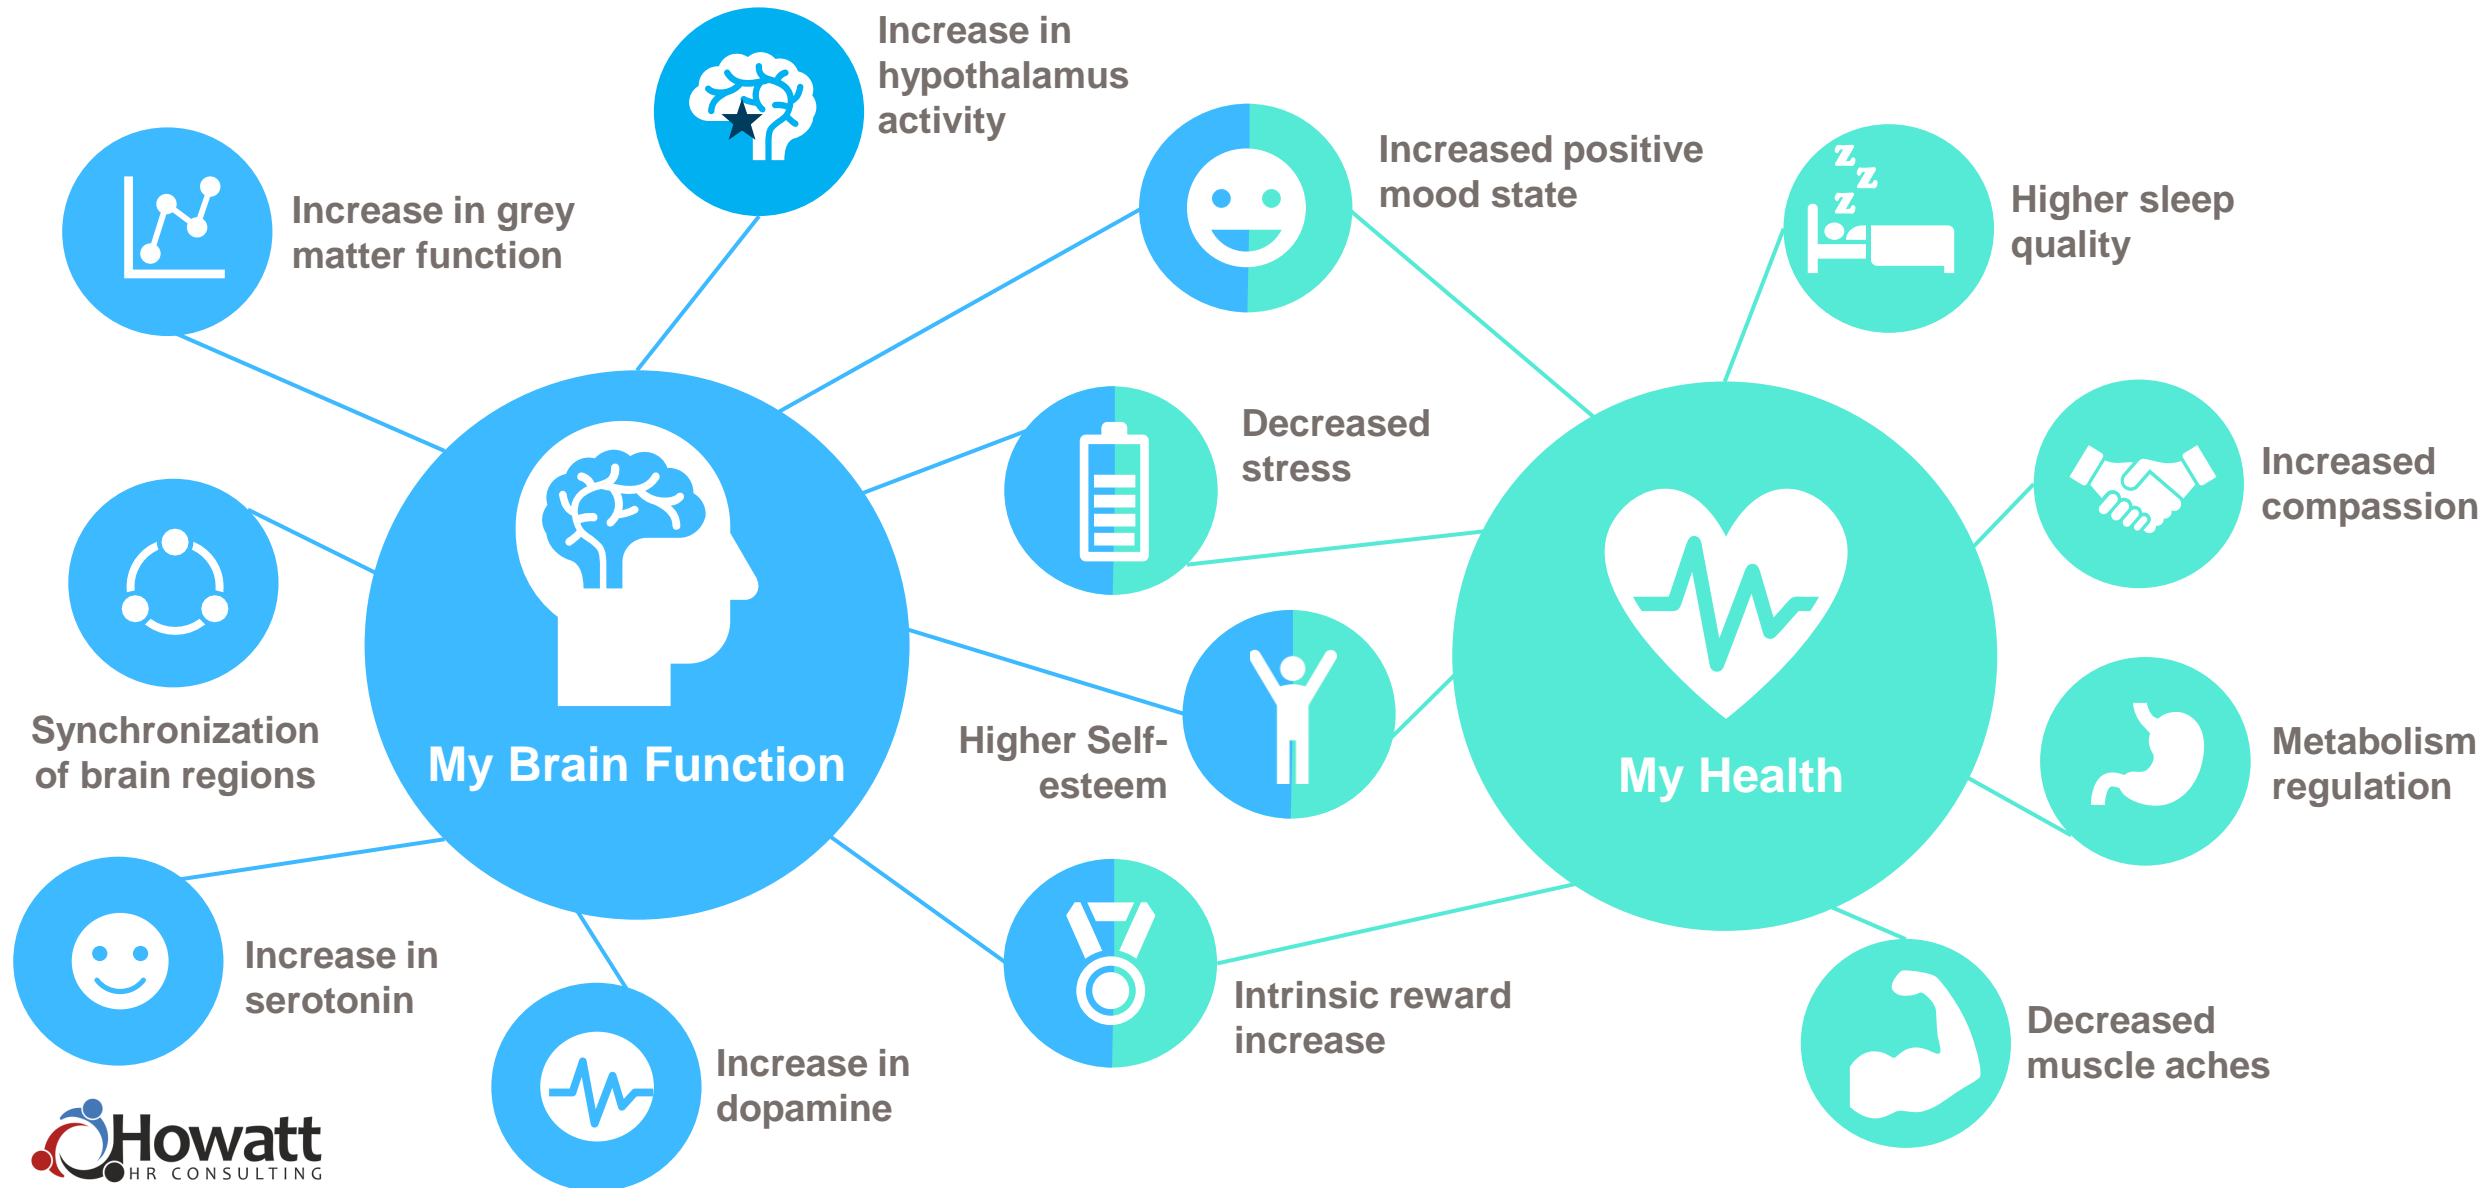 Increase in
hypothalamus
activity
Increase in grey
matter function
Increased positive
mood state
Higher sleep
quality
z
z
z
Decreased
stress
Increased
compassion
Synchronization
of brain regions
My Brain Function
Higher Self-
esteem
My Health
Metabolism
regulation
Increase in
serotonin
Increase in
dopamine
Intrinsic reward
increase
Decreased
muscle aches
Howatt
HR CONSULTING